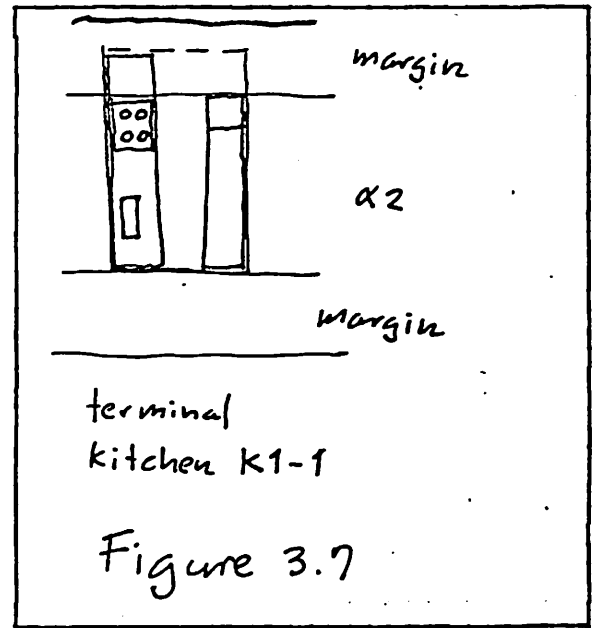 margin
α2
margin
terminal
kitchen K1-1
Figure 3.7